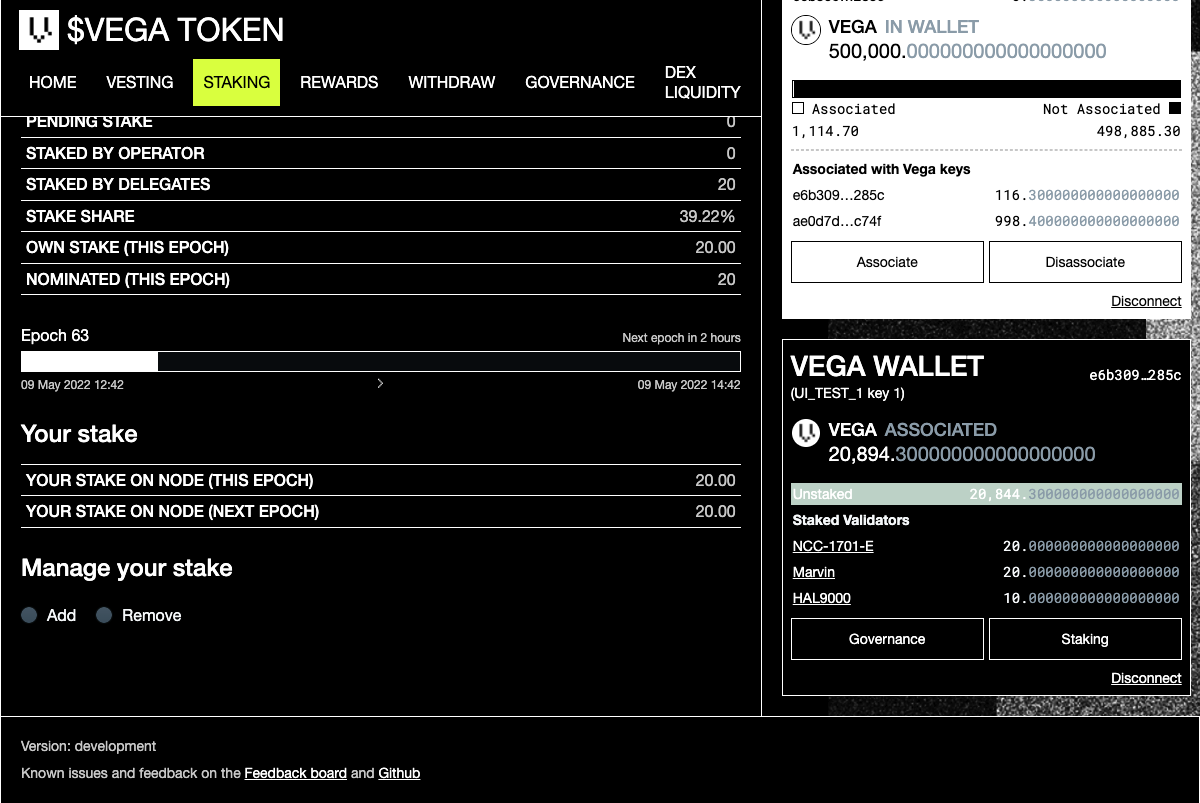 $VEGA TOKEN
HOME VESTING STAKING REWARDS WITHDRAW GOVERNANCE DEX LIQUIDITY
PENDING STAKE 0
STAKED BY OPERATOR 0
STAKED BY DELEGATES 20
STAKE SHARE 39.22%
OWN STAKE (THIS EPOCH) 20.00
NOMINATED (THIS EPOCH) 20
Epoch 63 Next epoch in 2 hours
09 May 2022 12:42 09 May 2022 14:42
Your stake
YOUR STAKE ON NODE (THIS EPOCH) 20.00
YOUR STAKE ON NODE (NEXT EPOCH) 20.00
Manage your stake
Add Remove
VEGA IN WALLET
500,000.000000000000000000
Associated Not Associated
1,114.70 498,885.30
Associated with Vega keys
e6b309…285c 116.300000000000000000
ae0d7d…c74f 998.400000000000000000
Associate Disassociate
Disconnect
VEGA WALLET e6b309…285c
(UI_TEST_1 key 1)
VEGA ASSOCIATED
20,894.300000000000000000
Unstaked 20,844.300000000000000000
Staked Validators
NCC-1701-E 20.000000000000000000
Marvin 20.000000000000000000
HAL9000 10.000000000000000000
Governance Staking
Disconnect
Version: development
Known issues and feedback on the Feedback board and Github